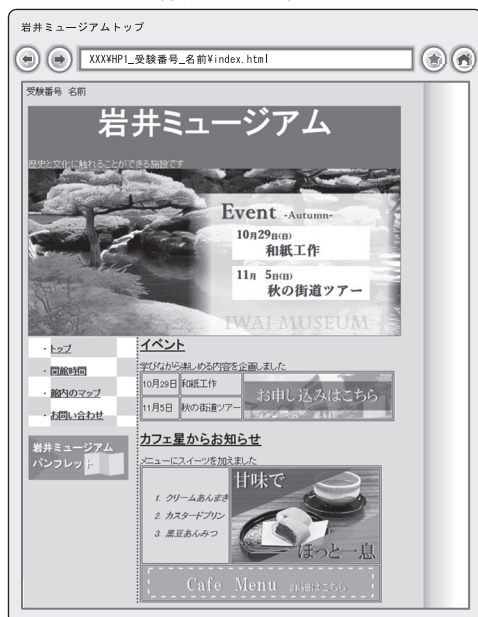 岩井ミュージアムトップ
XXX¥HP1_受験番号_名前¥index.html
受験番号 名前
岩井ミュージアム
歴史と文化に触れることができる施設です
Event -Autumn-
10月29日(日)
和紙工作
11月 5日(日)
秋の街道ツアー
IWAI MUSEUM
・トップ
・開館時間
・館内のマップ
・お問い合わせ
岩井ミュージアム
パンフレット
イベント
学びながら楽しめる内容を企画しました
10月29日 和紙工作
11月5日 秋の街道ツアー
お申し込みはこちら
カフェ星からお知らせ
メニューにスイーツを加えました
1. クリームあんまき
2. カスタードプリン
3. 黒豆あんみつ
甘味で
ほっと一息
Cafe Menu 詳細はこちら